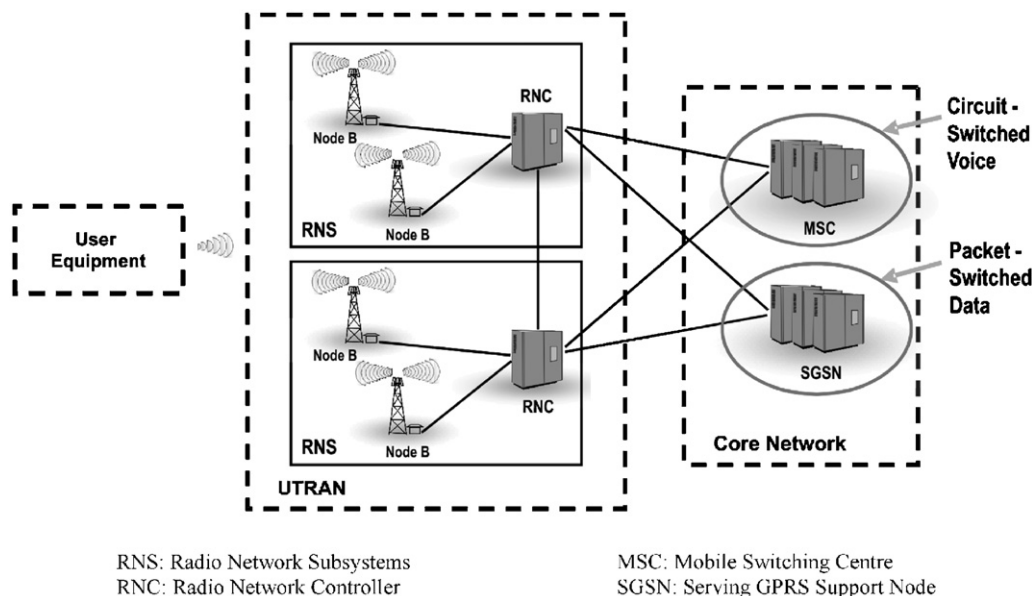 RNC
Node B
Node B
RNS
User
Equipment
Node B
Node B
RNC
RNS
UTRAN
MSC
SGSN
Core Network
Circuit -
Switched
Voice
Packet -
Switched
Data
RNS: Radio Network Subsystems
RNC: Radio Network Controller
MSC: Mobile Switching Centre
SGSN: Serving GPRS Support Node